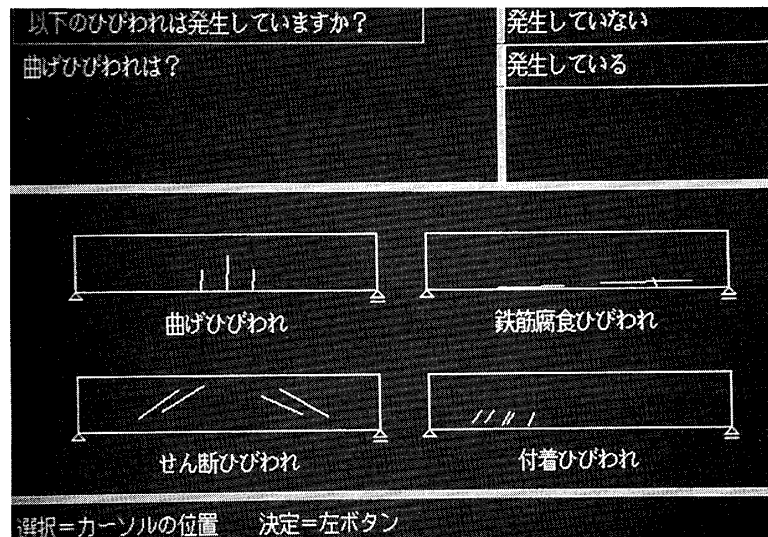 以下のひびわれは発生していますか？
発生していない
曲げひびわれは？
発生している
曲げひびわれ
鉄筋腐食ひびわれ
せん断ひびわれ
付着ひびわれ
選択＝カーソルの位置　決定＝左ボタン